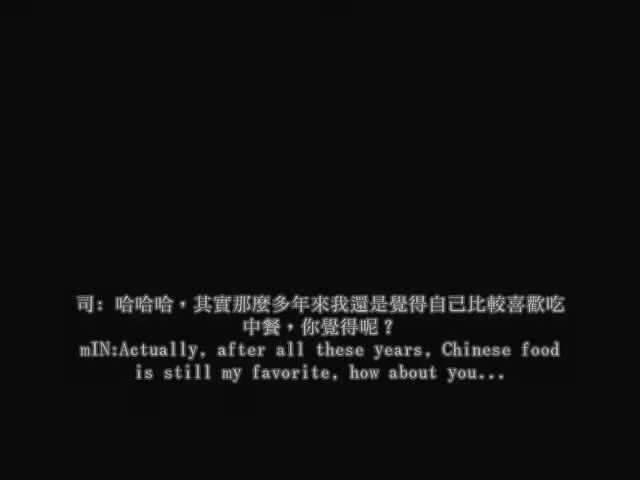 司: 哈哈哈，其實那麼多年來我還是覺得自己比較喜歡吃
中餐，你覺得呢？
mIN:Actually, after all these years, Chinese food
is still my favorite, how about you...